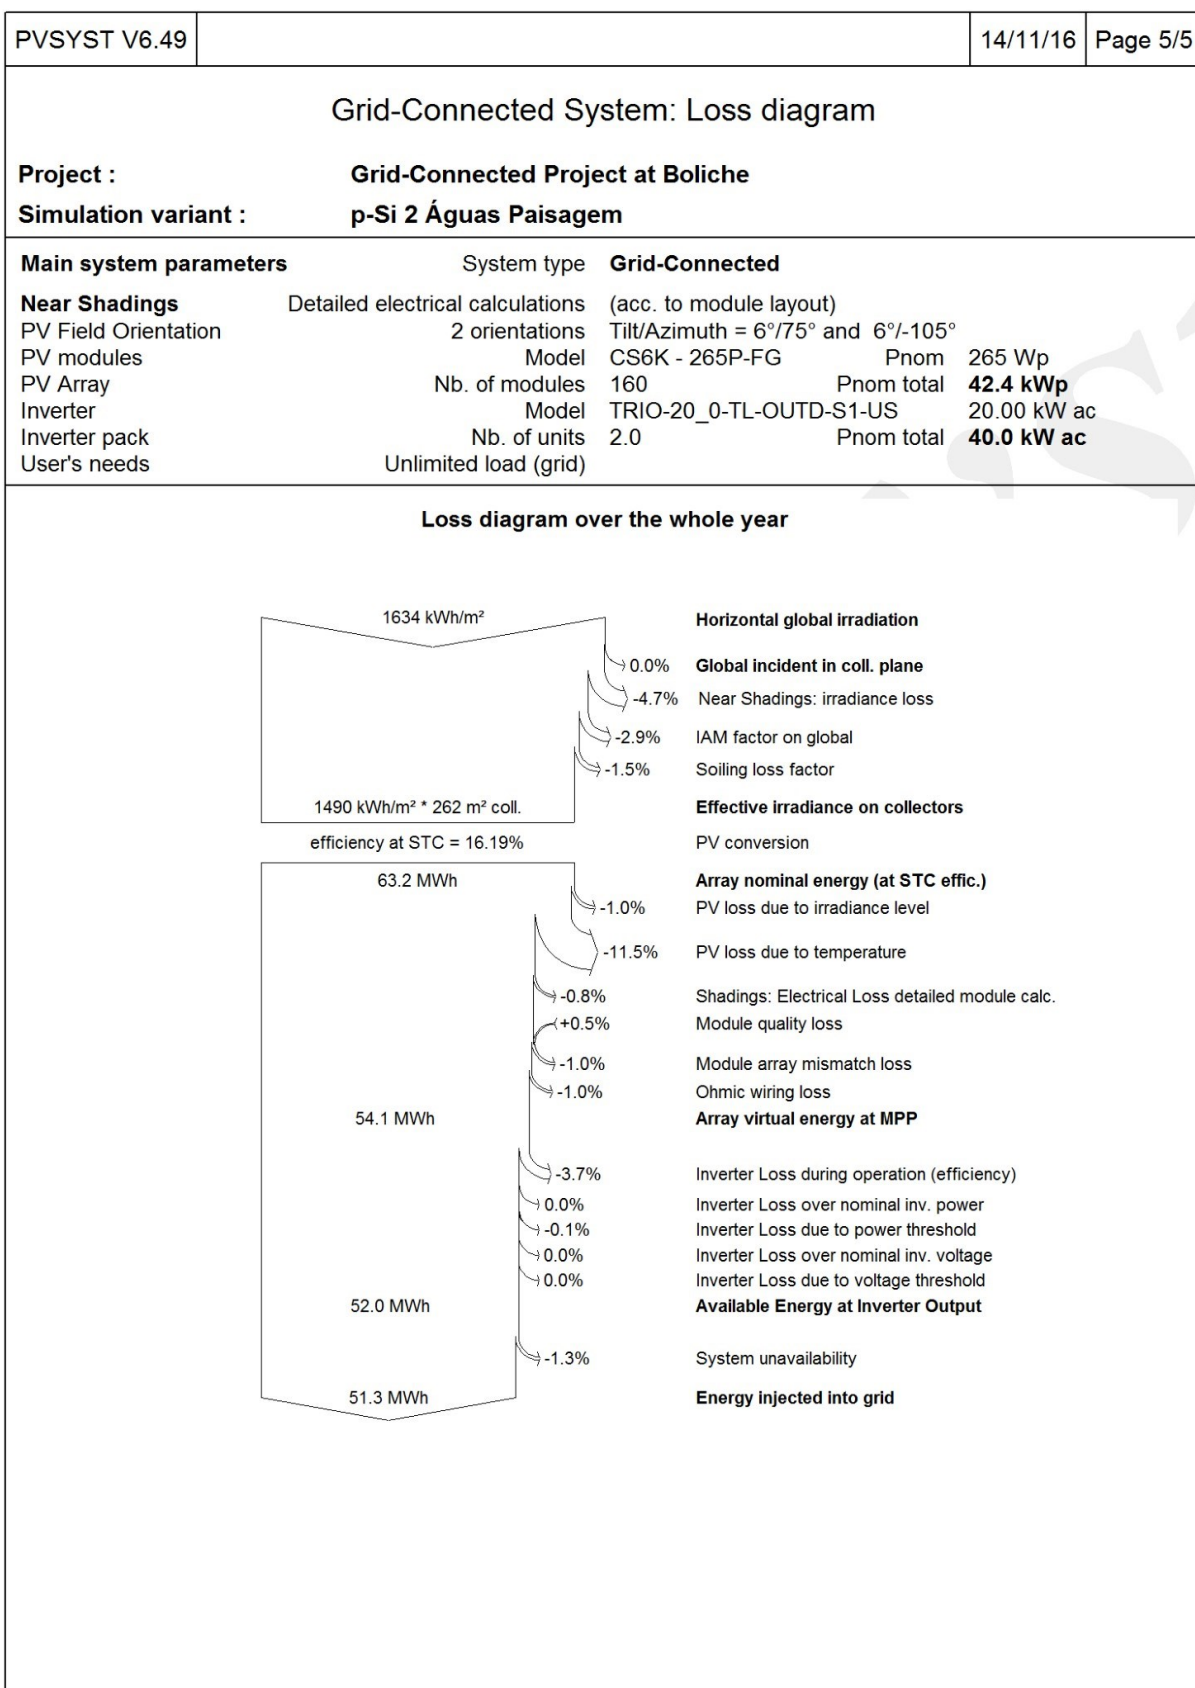 PVSYST V6.49 14/11/16 Page 5/5
Grid-Connected System: Loss diagram
Project : Grid-Connected Project at Boliche
Simulation variant : p-Si 2 Águas Paisagem
Main system parameters System type Grid-Connected
Near Shadings Detailed electrical calculations (acc. to module layout)
PV Field Orientation 2 orientations Tilt/Azimuth = 6°/75° and 6°/-105°
PV modules Model CS6K - 265P-FG Pnom 265 Wp
PV Array Nb. of modules 160 Pnom total 42.4 kWp
Inverter Model TRIO-20_0-TL-OUTD-S1-US 20.00 kW ac
Inverter pack Nb. of units 2.0 Pnom total 40.0 kW ac
User's needs Unlimited load (grid)
Loss diagram over the whole year
1634 kWh/m² Horizontal global irradiation
0.0% Global incident in coll. plane
-4.7% Near Shadings: irradiance loss
-2.9% IAM factor on global
-1.5% Soiling loss factor
1490 kWh/m² * 262 m² coll. Effective irradiance on collectors
efficiency at STC = 16.19% PV conversion
63.2 MWh Array nominal energy (at STC effic.)
-1.0% PV loss due to irradiance level
-11.5% PV loss due to temperature
-0.8% Shadings: Electrical Loss detailed module calc.
+0.5% Module quality loss
-1.0% Module array mismatch loss
-1.0% Ohmic wiring loss
54.1 MWh Array virtual energy at MPP
-3.7% Inverter Loss during operation (efficiency)
0.0% Inverter Loss over nominal inv. power
-0.1% Inverter Loss due to power threshold
0.0% Inverter Loss over nominal inv. voltage
0.0% Inverter Loss due to voltage threshold
52.0 MWh Available Energy at Inverter Output
-1.3% System unavailability
51.3 MWh Energy injected into grid